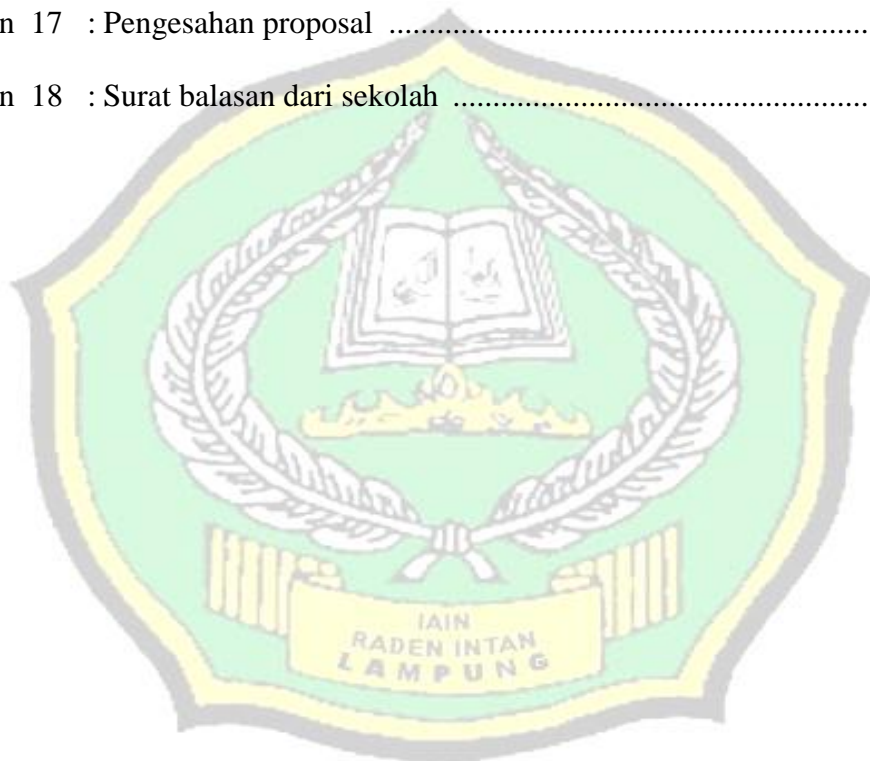 n 17 : Pengesahan proposal ................................................................
n 18 : Surat balasan dari sekolah ........................................................
IAIN
RADEN INTAN
LAMPUNG